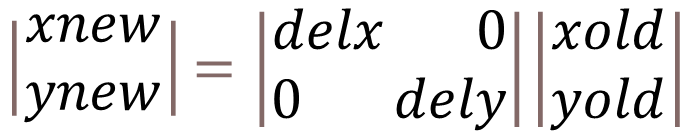 |xnew| = |delx 0| |xold|
|ynew| |0 dely| |yold|